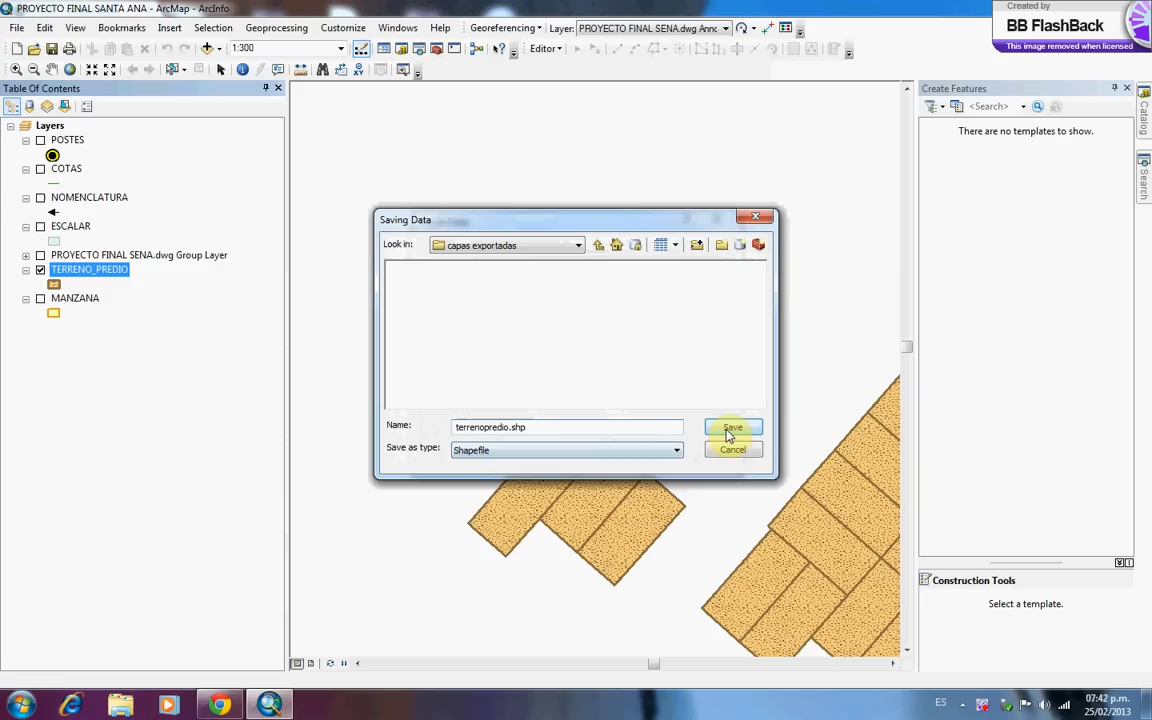 PROYECTO FINAL SANTA ANA - ArcMap - ArcInfo
Created by
BB FlashBack
This image removed when licensed
File Edit View Bookmarks Insert Selection Geoprocessing Customize Windows Help
Georeferencing Layer: PROYECTO FINAL SENA.dwg Annc
1:300
Editor
Table Of Contents
Layers
POSTES
COTAS
NOMENCLATURA
ESCALAR
PROYECTO FINAL SENA.dwg Group Layer
TERRENO_PREDIO
MANZANA
Saving Data
Look in: capas exportadas
Name: terrenopredio.shp
Save
Save as type: Shapefile
Cancel
Create Features
<Search>
There are no templates to show.
Catalog
Search
Construction Tools
Select a template.
ES
07:42 p.m.
25/02/2013